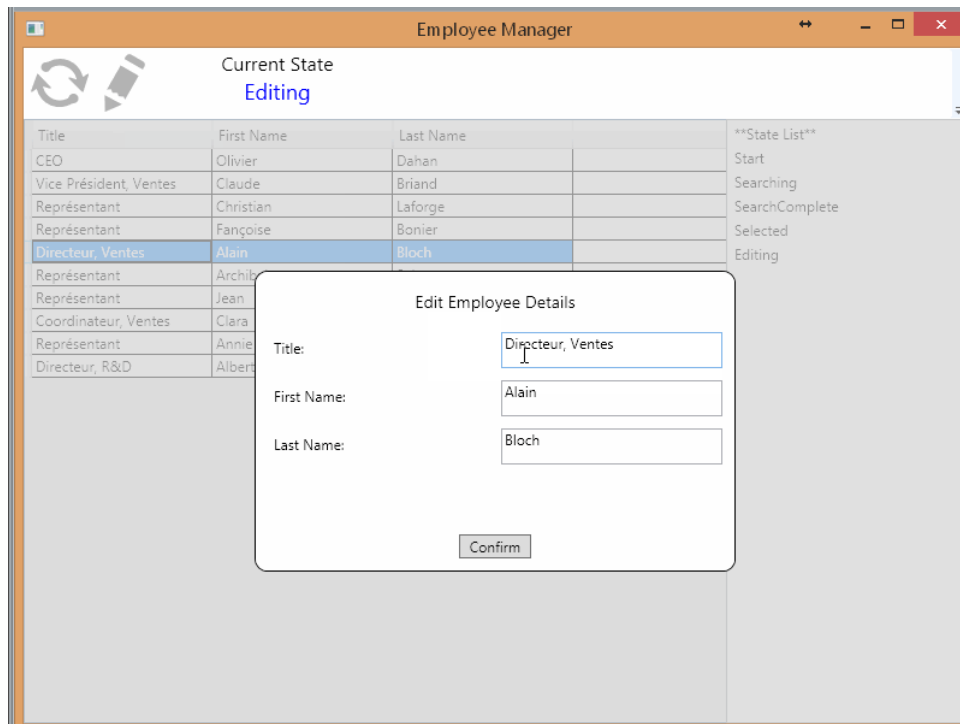 Employee Manager
Current State
Editing
Title First Name Last Name
CEO Olivier Dahan
Vice Président, Ventes Claude Briand
Représentant Christian Laforge
Représentant Fançoise Bonier
Directeur, Ventes Alain Bloch
Représentant Archib
Représentant Jean
Coordinateur, Ventes Clara
Représentant Annie
Directeur, R&D Albert
**State List**
Start
Searching
SearchComplete
Selected
Editing
Edit Employee Details
Title: Directeur, Ventes
First Name: Alain
Last Name: Bloch
Confirm